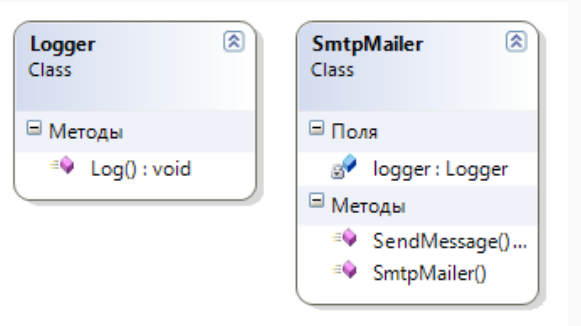 Logger
Class
Методы
Log() : void
SmtpMailer
Class
Поля
logger : Logger
Методы
SendMessage()...
SmtpMailer()